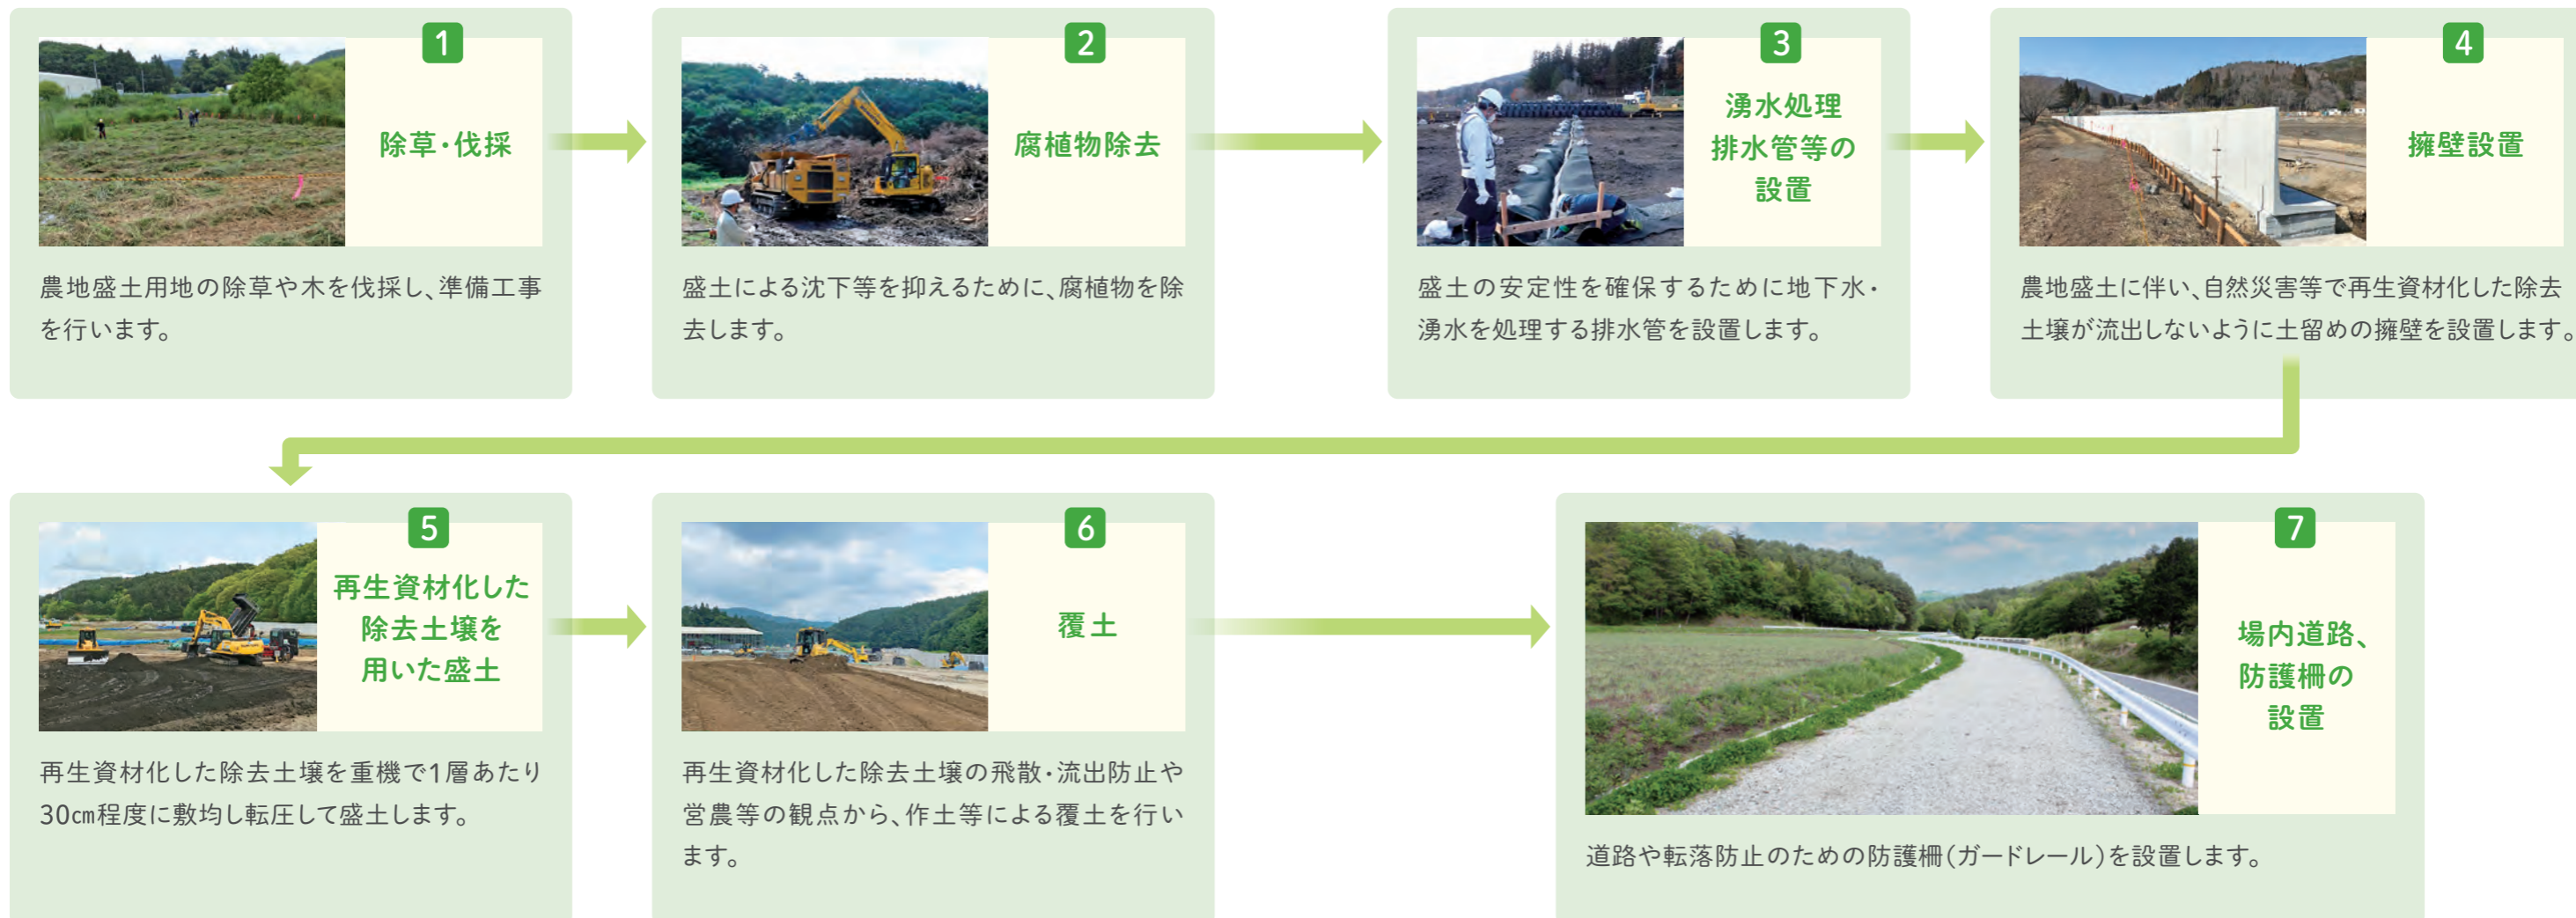 1
除草・伐採
農地盛土用地の除草や木を伐採し、準備工事
を行います。
2
腐植物除去
盛土による沈下等を抑えるために、腐植物を除
去します。
3
湧水処理
排水管等の
設置
盛土の安定性を確保するために地下水・
湧水を処理する排水管を設置します。
4
擁壁設置
農地盛土に伴い、自然災害等で再生資材化した除去
土壌が流出しないように土留めの擁壁を設置します。
5
再生資材化した
除去土壌を
用いた盛土
再生資材化した除去土壌を重機で1層あたり
30㎝程度に敷均し転圧して盛土します。
6
覆土
再生資材化した除去土壌の飛散・流出防止や
営農等の観点から、作土等による覆土を行い
ます。
7
場内道路、
防護柵の
設置
道路や転落防止のための防護柵(ガードレール)を設置します。